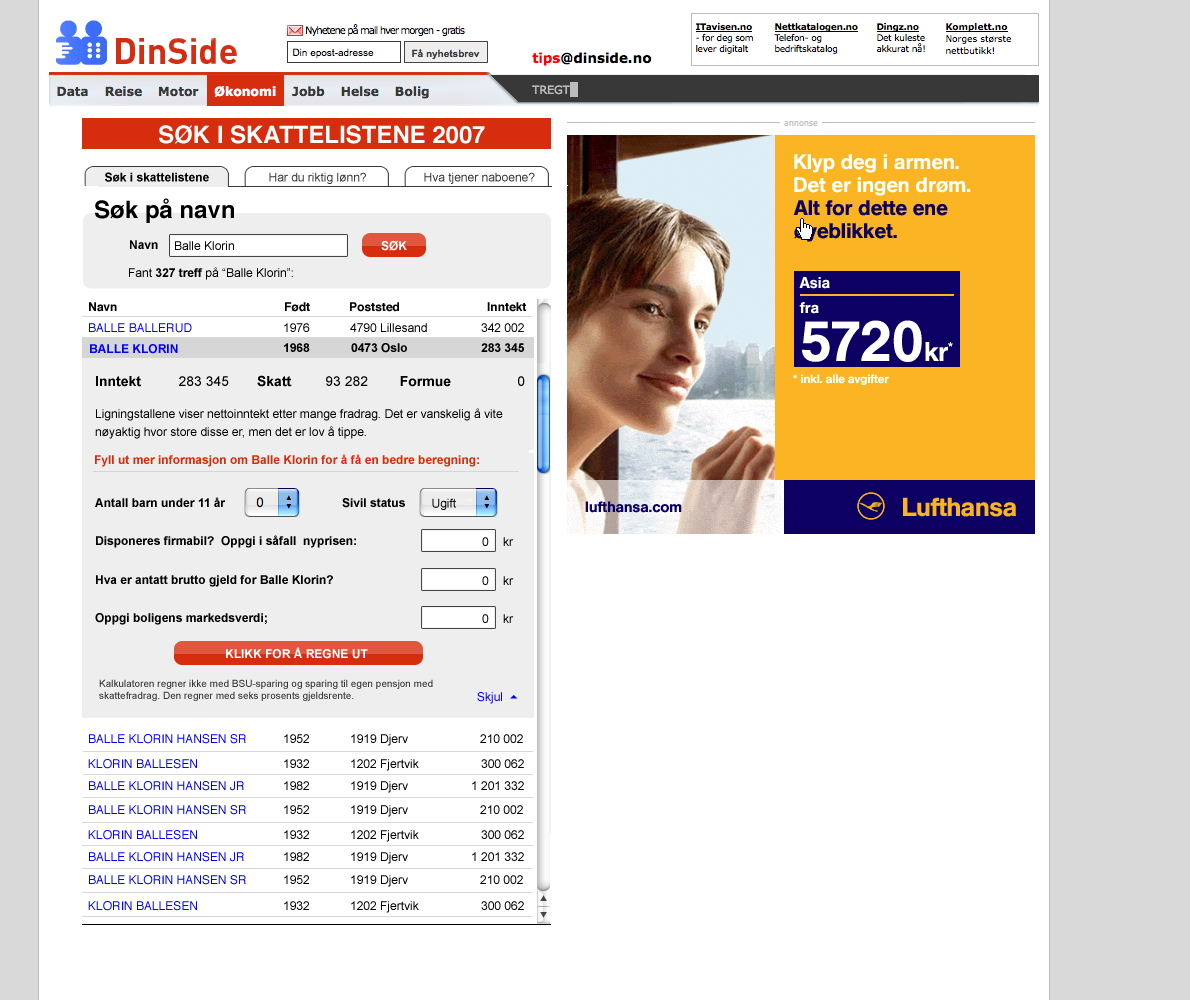 DinSide
Nyhetene på mail hver morgen - gratis
Din epost-adresse
Få nyhetsbrev
tips@dinside.no
ITavisen.no
- for deg som
lever digitalt
Nettkatalogen.no
Telefon- og
bedriftskatalog
Dingz.no
Det kuleste
akkurat nå!
Komplett.no
Norges største
nettbutikk!
Data Reise Motor Økonomi Jobb Helse Bolig
TREGT
SØK I SKATTELISTENE 2007
annonse
Søk i skattelistene
Har du riktig lønn?
Hva tjener naboene?
Søk på navn
Navn Balle Klorin SØK
Fant 327 treff på “Balle Klorin”:
Navn Født Poststed Inntekt
BALLE BALLERUD 1976 4790 Lillesand 342 002
BALLE KLORIN 1968 0473 Oslo 283 345
Inntekt 283 345 Skatt 93 282 Formue 0
Ligningstallene viser nettoinntekt etter mange fradrag. Det er vanskelig å vite
nøyaktig hvor store disse er, men det er lov å tippe.
Fyll ut mer informasjon om Balle Klorin for å få en bedre beregning:
Antall barn under 11 år 0 Sivil status Ugift
Disponeres firmabil? Oppgi i såfall nyprisen: 0 kr
Hva er antatt brutto gjeld for Balle Klorin? 0 kr
Oppgi boligens markedsverdi; 0 kr
KLIKK FOR Å REGNE UT
Kalkulatoren regner ikke med BSU-sparing og sparing til egen pensjon med
skattefradrag. Den regner med seks prosents gjeldsrente.
Skjul
BALLE KLORIN HANSEN SR 1952 1919 Djerv 210 002
KLORIN BALLESEN 1932 1202 Fjertvik 300 062
BALLE KLORIN HANSEN JR 1982 1919 Djerv 1 201 332
BALLE KLORIN HANSEN SR 1952 1919 Djerv 210 002
KLORIN BALLESEN 1932 1202 Fjertvik 300 062
BALLE KLORIN HANSEN JR 1982 1919 Djerv 1 201 332
BALLE KLORIN HANSEN SR 1952 1919 Djerv 210 002
KLORIN BALLESEN 1932 1202 Fjertvik 300 062
Klyp deg i armen.
Det er ingen drøm.
Alt for dette ene
øyeblikket.
Asia
fra
5720kr*
* inkl. alle avgifter
lufthansa.com
Lufthansa